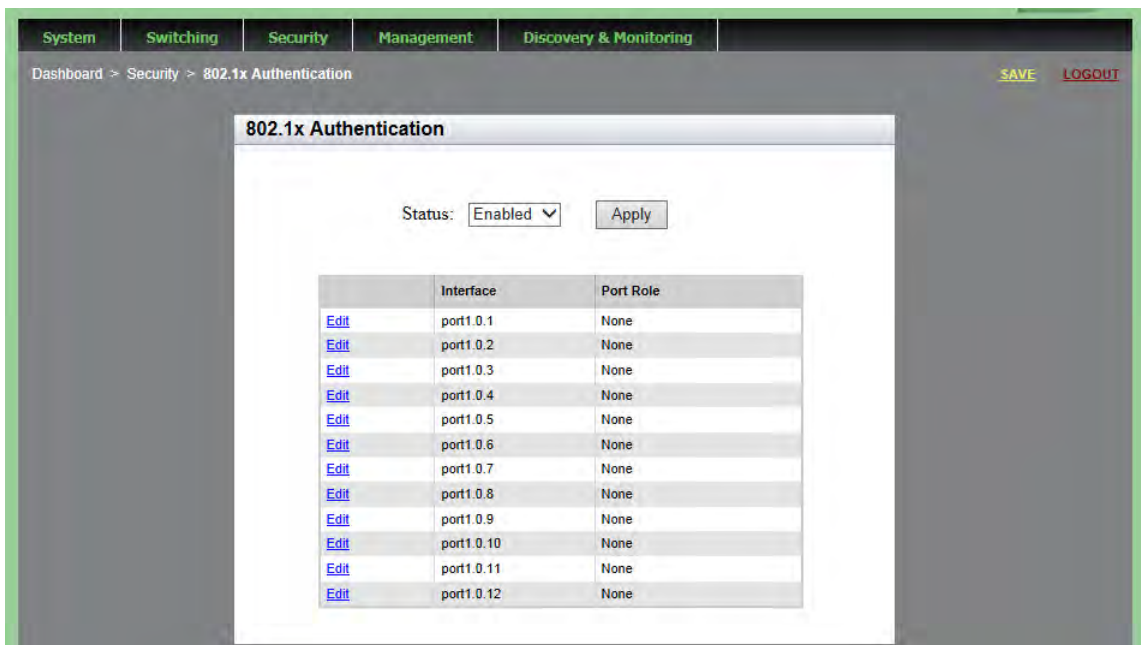 System Switching Security Management Discovery & Monitoring
Dashboard > Security > 802.1x Authentication SAVE LOGOUT
802.1x Authentication
Status: Enabled Apply
Interface Port Role
Edit port1.0.1 None
Edit port1.0.2 None
Edit port1.0.3 None
Edit port1.0.4 None
Edit port1.0.5 None
Edit port1.0.6 None
Edit port1.0.7 None
Edit port1.0.8 None
Edit port1.0.9 None
Edit port1.0.10 None
Edit port1.0.11 None
Edit port1.0.12 None